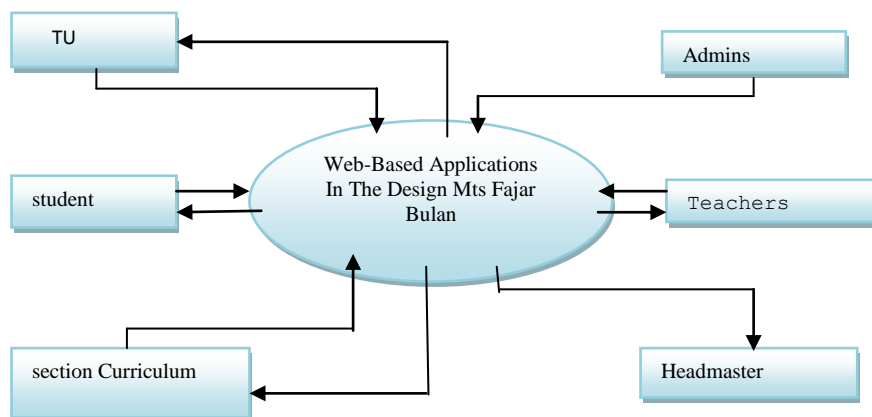 TU
Admins
Web-Based Applications
In The Design Mts Fajar
Bulan
student
Teachers
section Curriculum
Headmaster